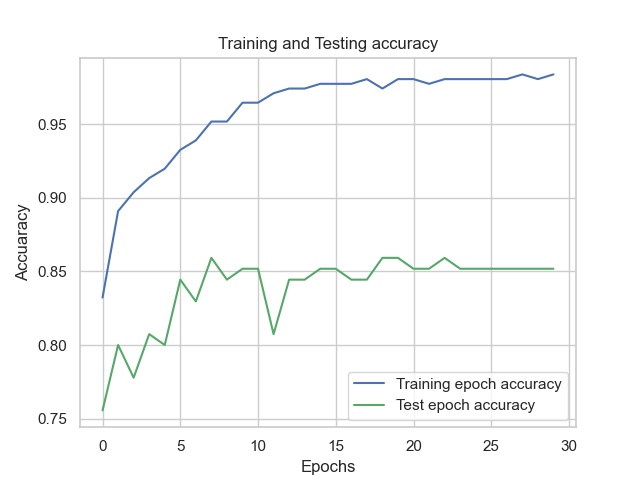 Training and Testing accuracy
Accuaracy
0.95
0.90
0.85
0.80
0.75
Training epoch accuracy
Test epoch accuracy
0 5 10 15 20 25 30
Epochs